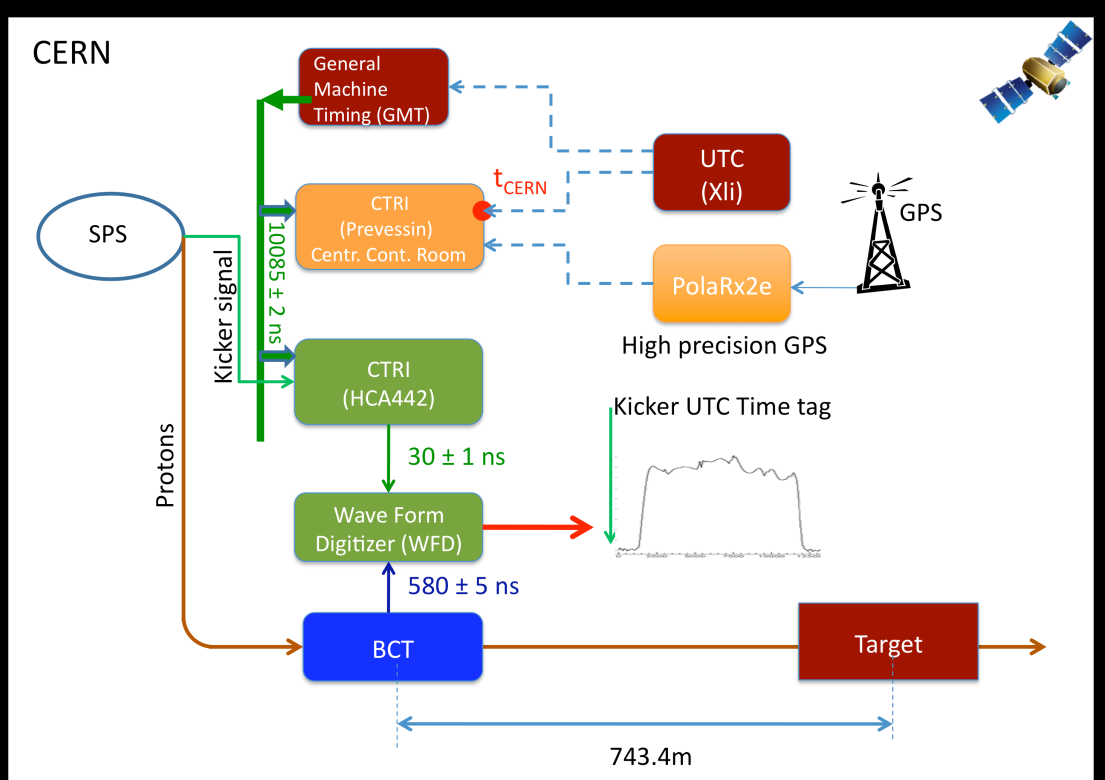 CERN
General
Machine
Timing (GMT)
UTC
(Xli)
tCERN
CTRI
(Prevessin)
Centr. Cont. Room
GPS
SPS
10085 ± 2 ns
Kicker signal
PolaRx2e
High precision GPS
CTRI
(HCA442)
Kicker UTC Time tag
30 ± 1 ns
Protons
Wave Form
Digitizer (WFD)
580 ± 5 ns
BCT
Target
743.4m